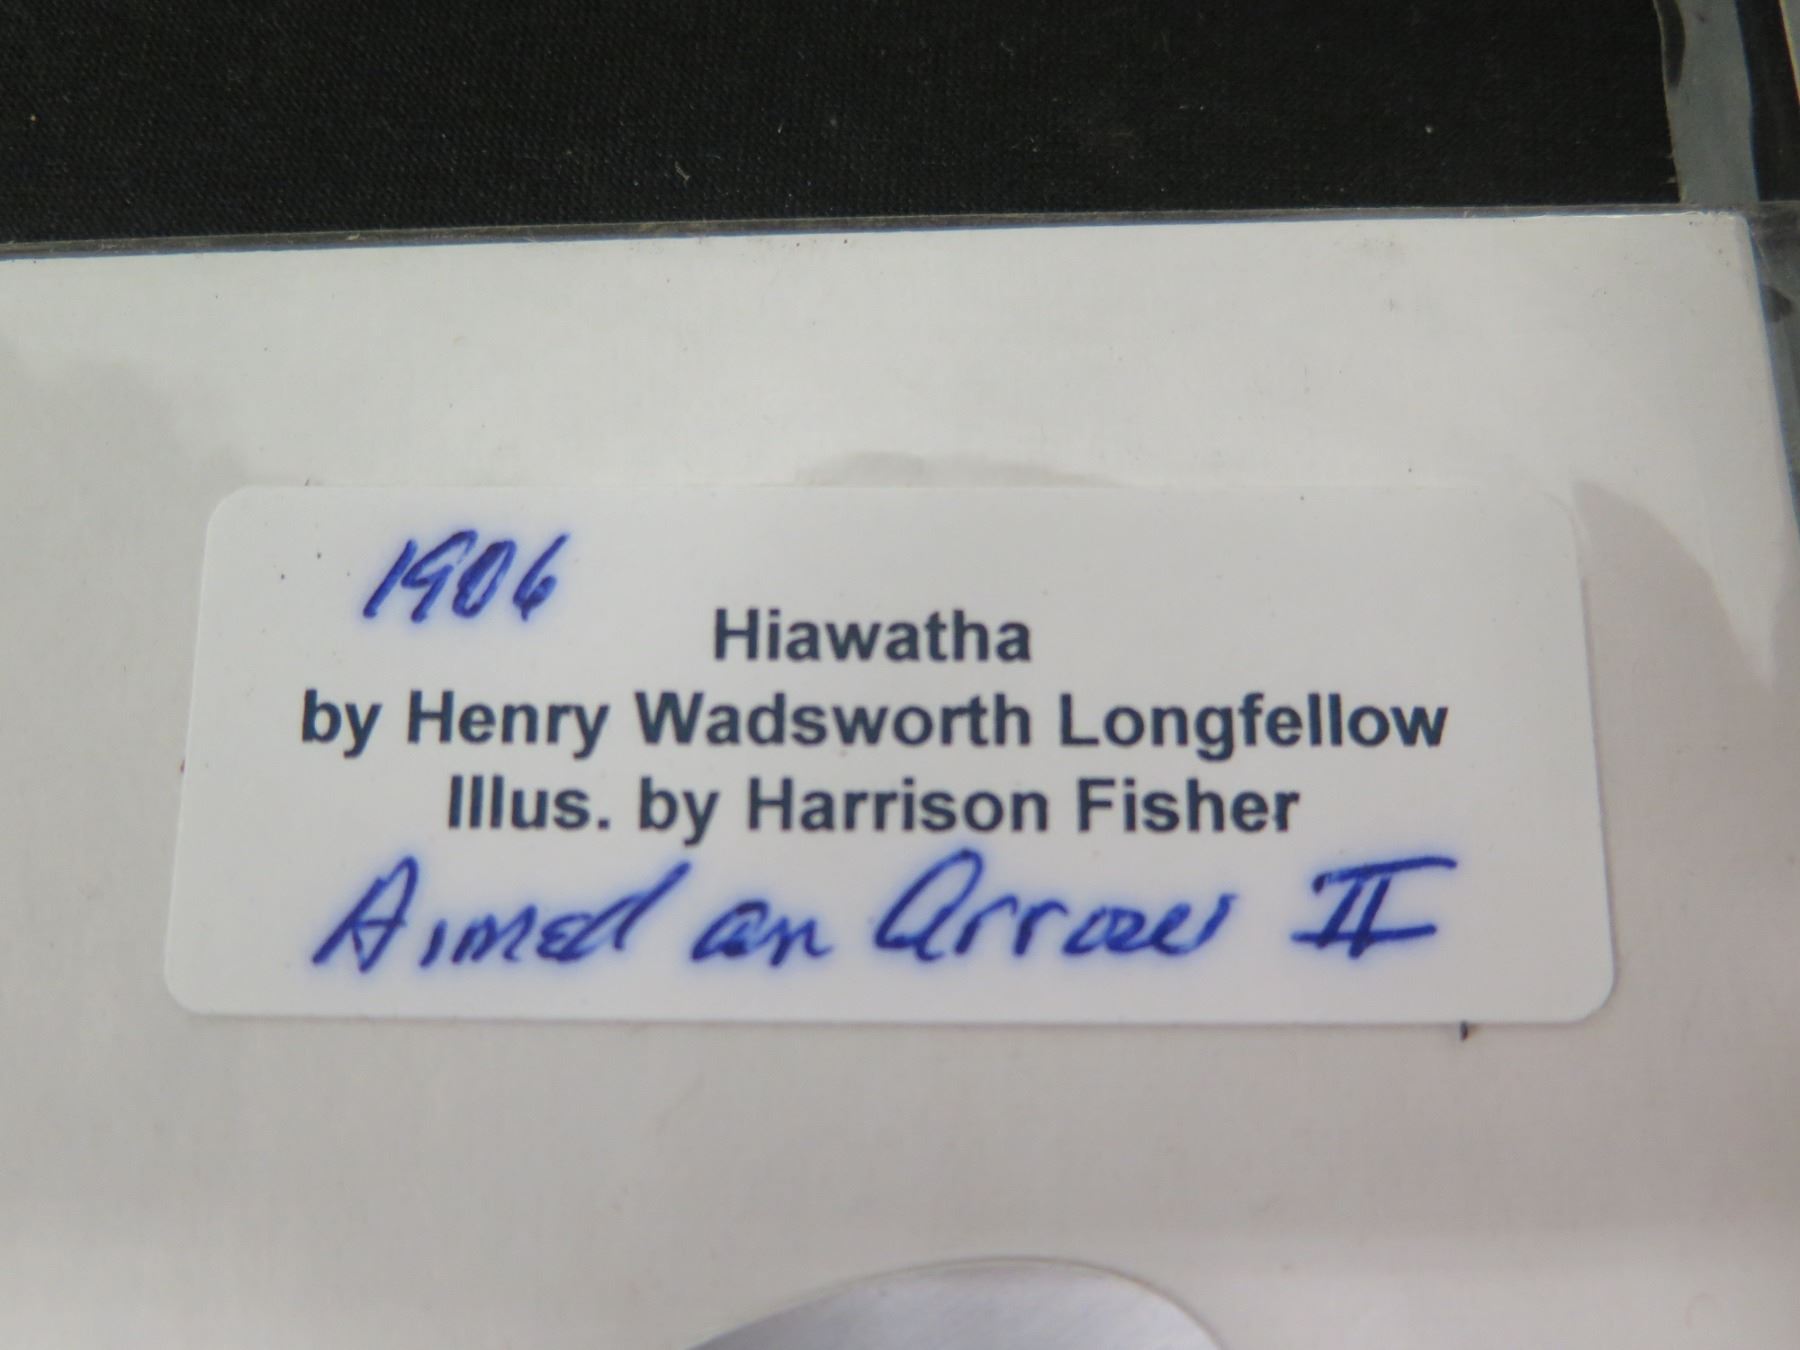 1906
Hiawatha
by Henry Wadsworth Longfellow
Illus. by Harrison Fisher
Aimed an Arrow II